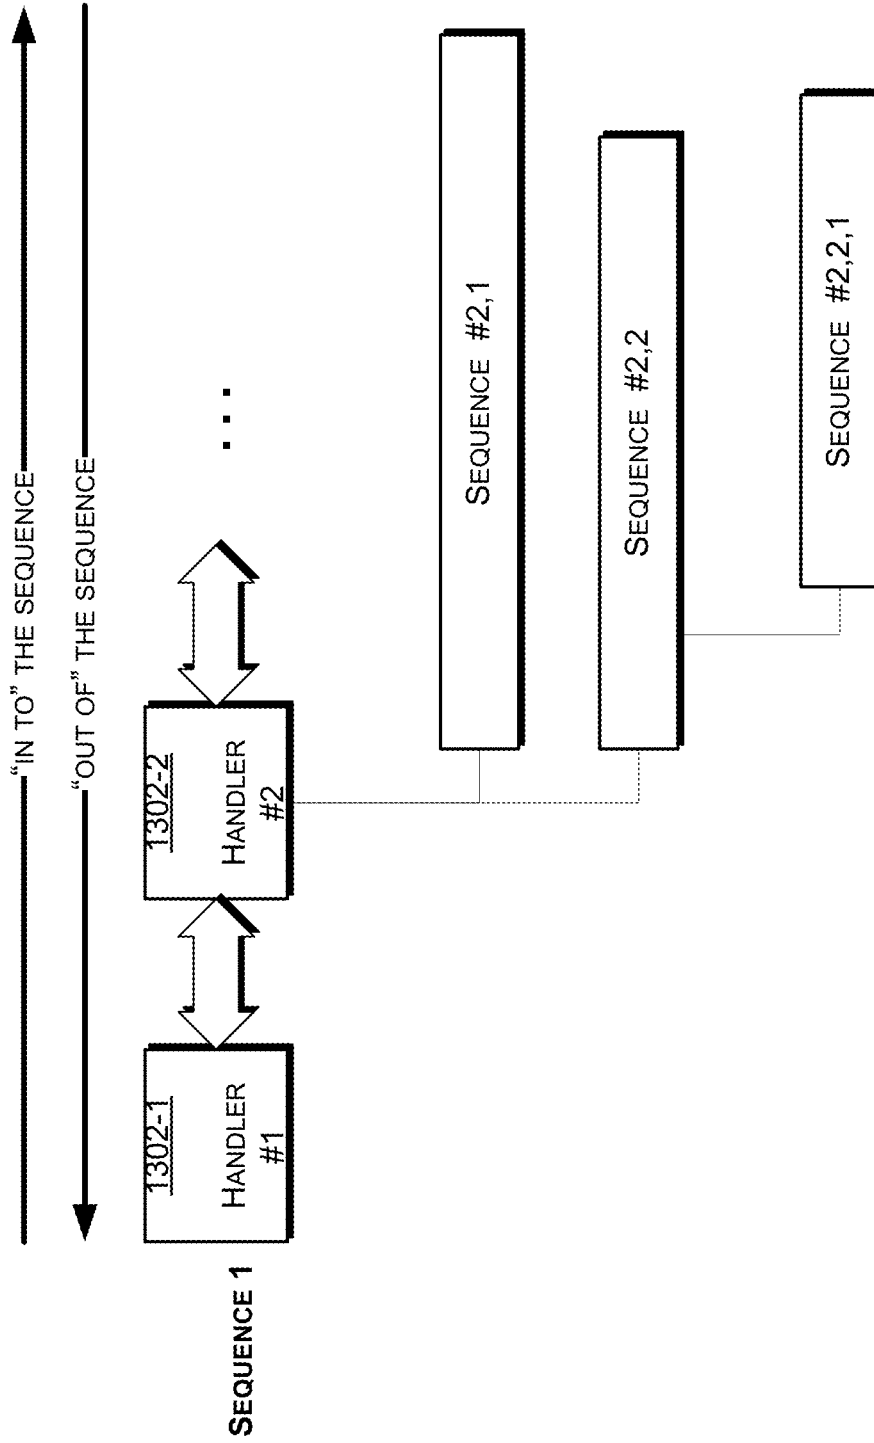 “IN TO” THE SEQUENCE
“OUT OF” THE SEQUENCE
SEQUENCE 1
1302-1
HANDLER
#1
1302-2
HANDLER
#2
...
SEQUENCE #2,1
SEQUENCE #2,2
SEQUENCE #2,2,1